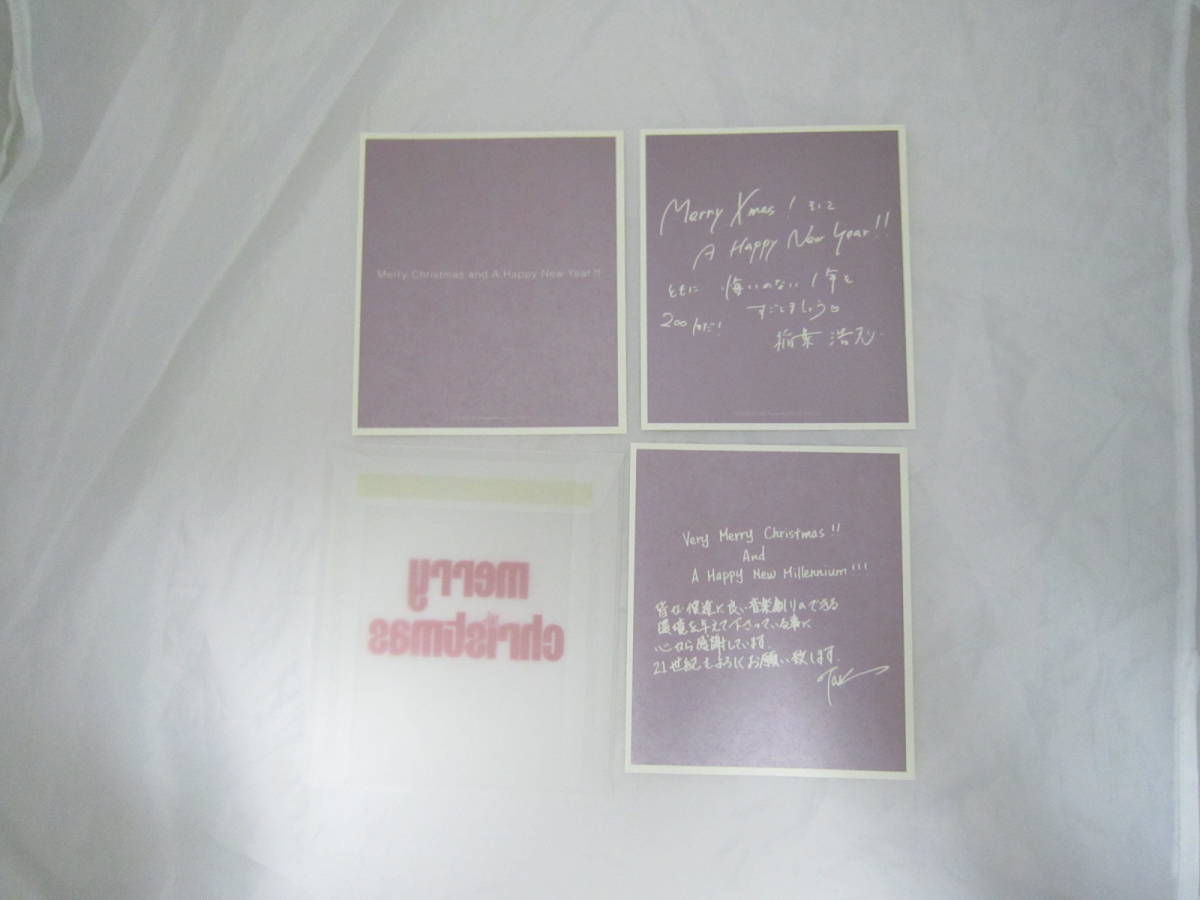 Merry Christmas and A Happy New Year!!
Merry Xmas! そして
A Happy New Year!!
ともに 悔いのない 1年を
すごしましょう。
2001年だ!
稲葉 浩志
merry
christmas
Very Merry Christmas!!
And
A Happy New Millennium!!!
皆が僕達に良い音楽創りのできる
環境を与えて下さっている事に
心から感謝しています。
21世紀もよろしくお願い致します。
Tak